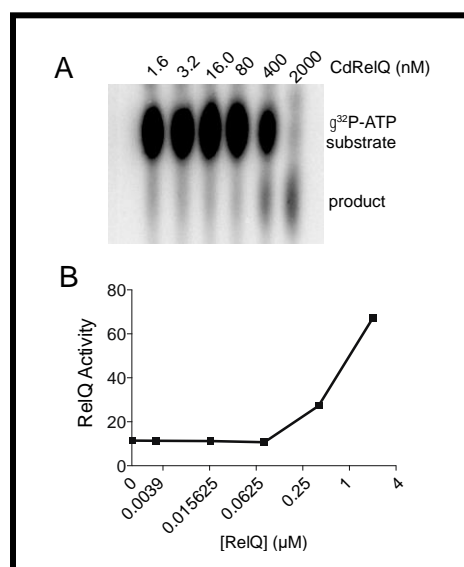 A
1.6 3.2 16.0 80 400 2000 CdRelQ (nM)
g³²P-ATP
substrate
product
B
80
60
40
20
0
RelQ Activity
0 0.0039 0.015625 0.0625 0.25 1 4
[RelQ] (µM)